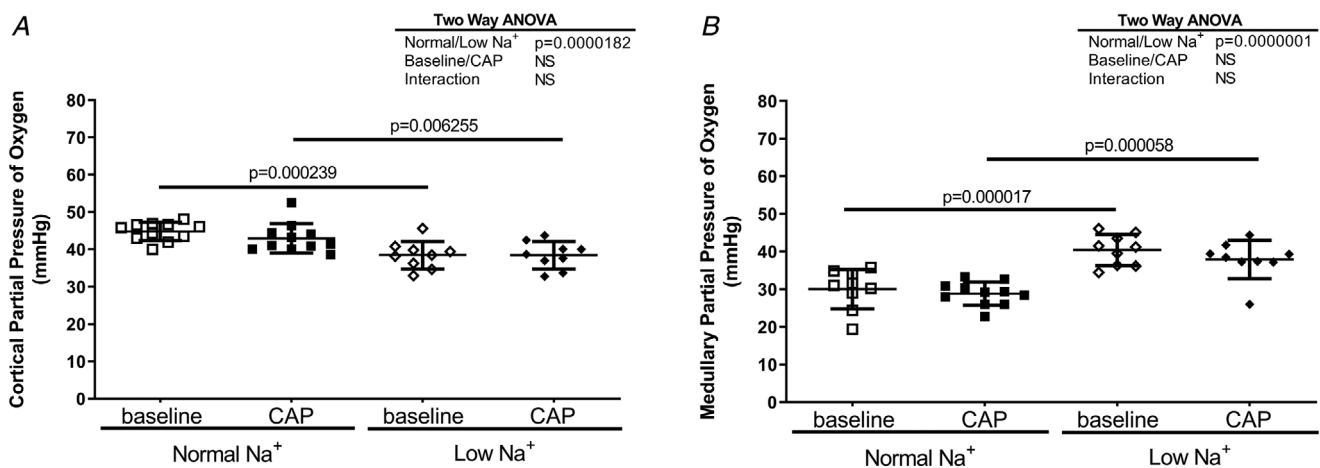 A
Two Way ANOVA
Normal/Low Na+ p=0.0000182
Baseline/CAP NS
Interaction NS
Cortical Partial Pressure of Oxygen
(mmHg)
80
70
60
50
40
30
20
10
0
p=0.006255
p=0.000239
baseline CAP baseline CAP
Normal Na+ Low Na+
B
Two Way ANOVA
Normal/Low Na+ p=0.0000001
Baseline/CAP NS
Interaction NS
Medullary Partial Pressure of Oxygen
(mmHg)
80
70
60
50
40
30
20
10
0
p=0.000058
p=0.000017
baseline CAP baseline CAP
Normal Na+ Low Na+